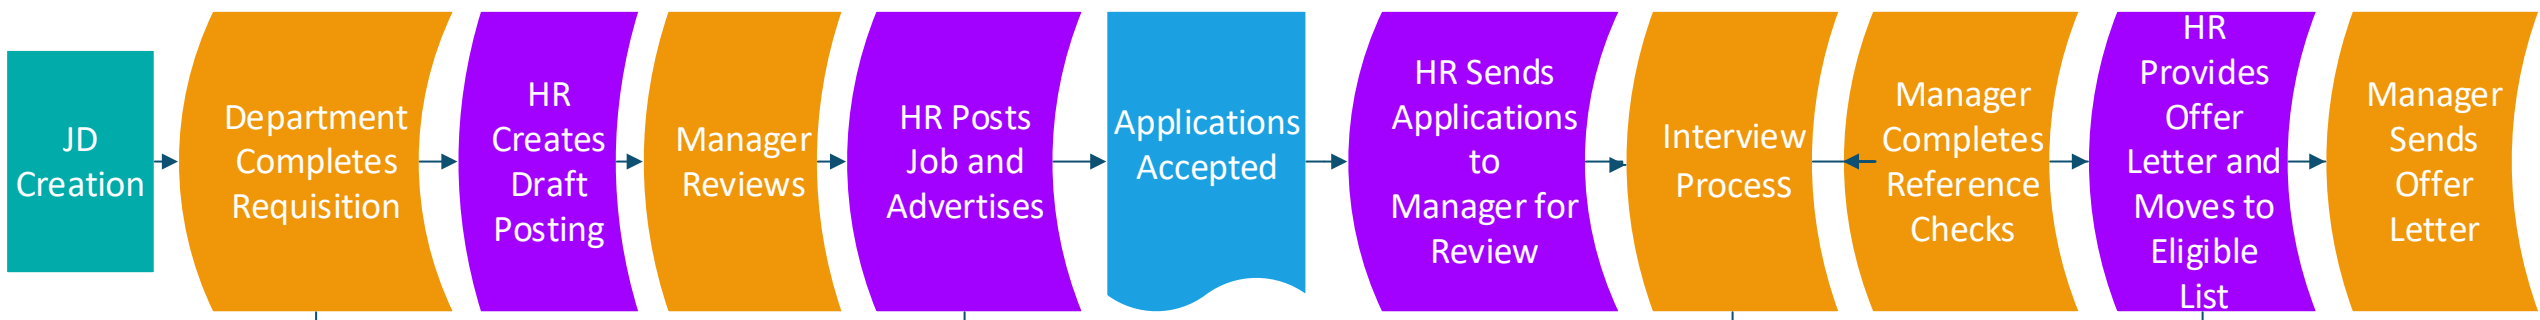 JD
Creation
Department
Completes
Requisition
HR
Creates
Draft
Posting
Manager
Reviews
HR Posts
Job and
Advertises
Applications
Accepted
HR Sends
Applications
to
Manager for
Review
Interview
Process
Manager
Completes
Reference
Checks
HR
Provides
Offer
Letter and
Moves to
Eligible
List
Manager
Sends
Offer
Letter